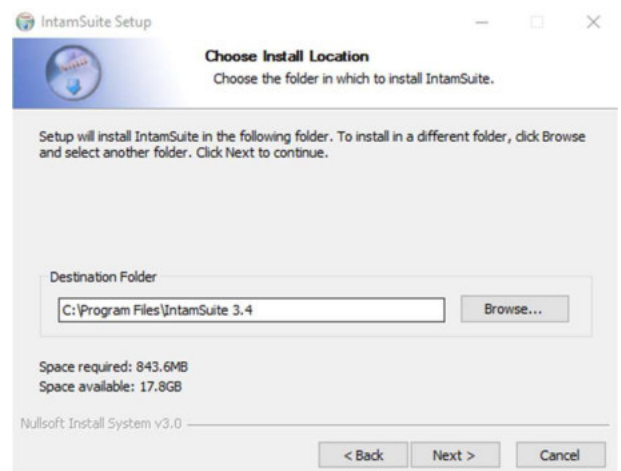 IntamSuite Setup
Choose Install Location
Choose the folder in which to install IntamSuite.
Setup will install IntamSuite in the following folder. To install in a different folder, click Browse
and select another folder. Click Next to continue.
Destination Folder
C:\Program Files\IntamSuite 3.4
Browse...
Space required: 843.6MB
Space available: 17.8GB
Nullsoft Install System v3.0
< Back
Next >
Cancel